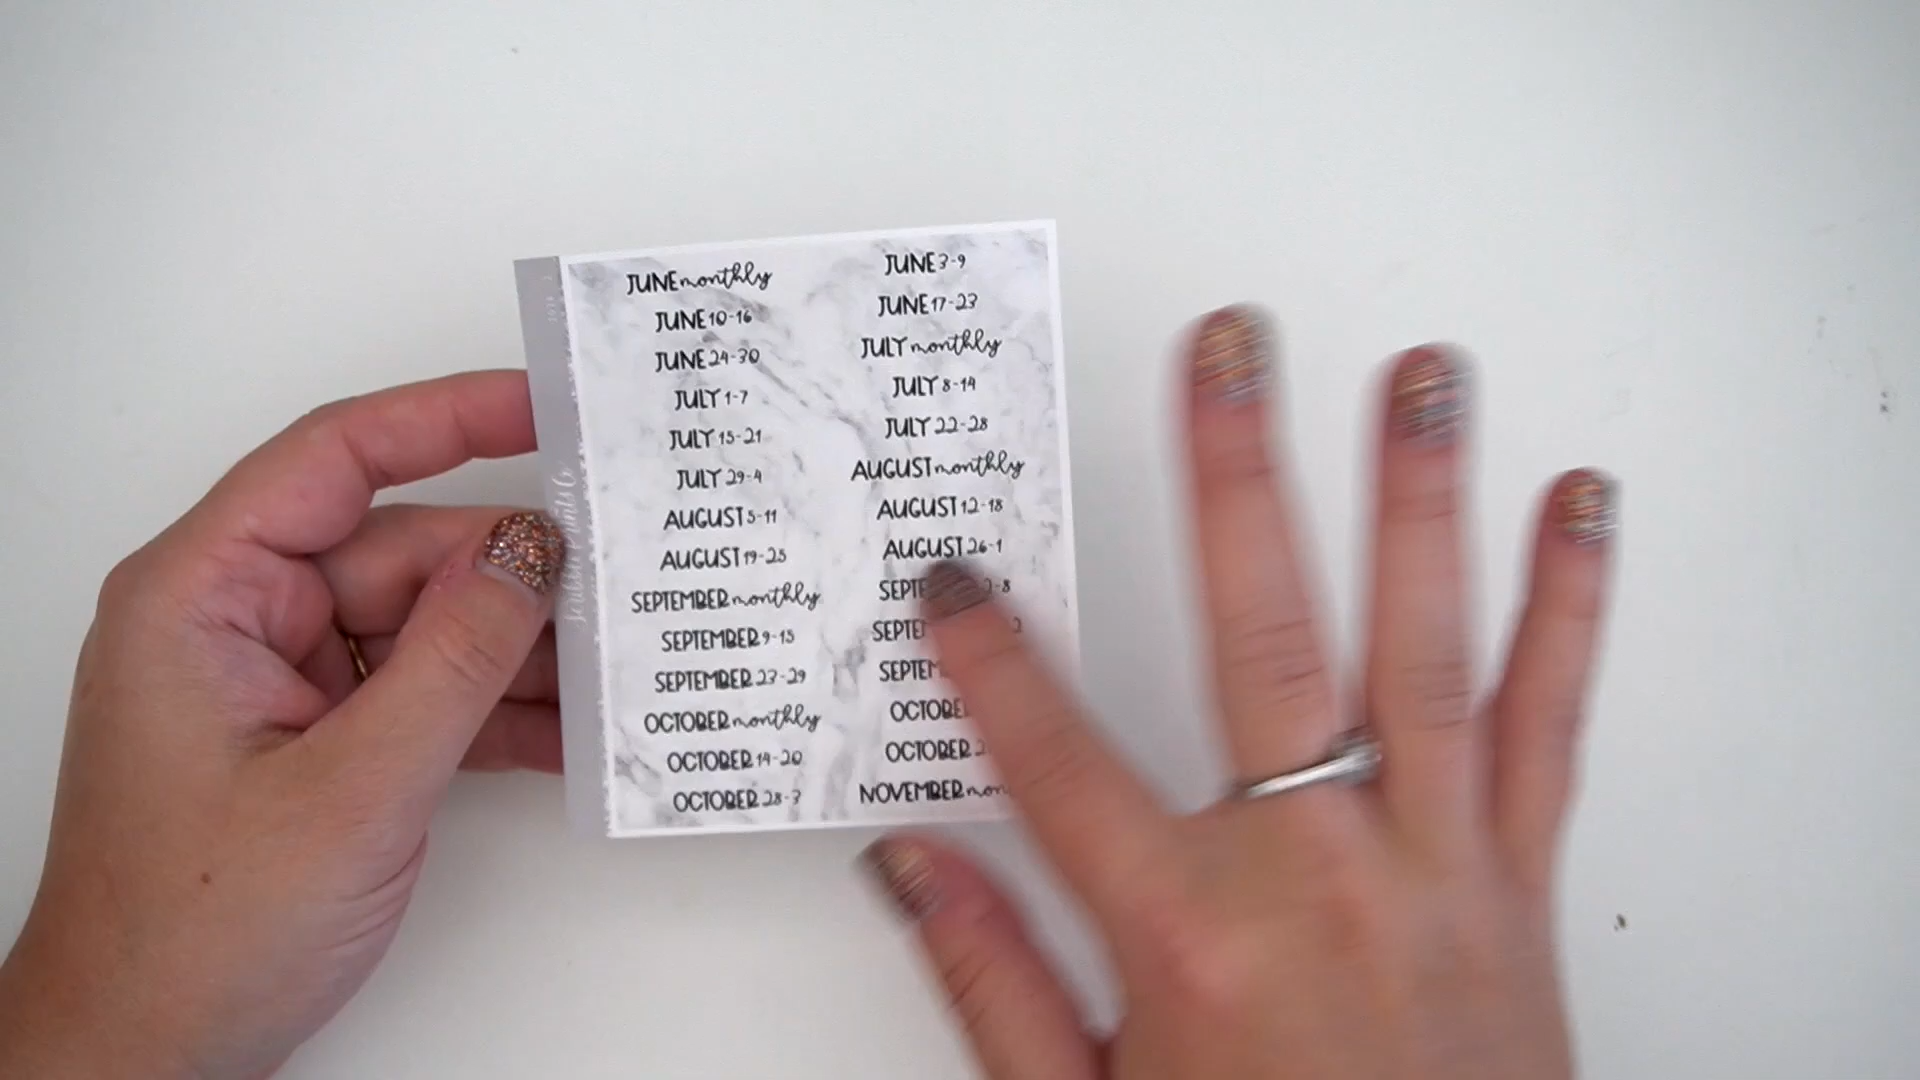 JUNE monthly
JUNE 3-9
JUNE 10-16
JUNE 17-23
JUNE 24-30
JULY monthly
JULY 1-7
JULY 8-14
JULY 15-21
JULY 22-28
JULY 29-4
AUGUST monthly
AUGUST 5-11
AUGUST 12-18
AUGUST 19-25
AUGUST 26-1
SEPTEMBER monthly
SEPTEMBER 9-15
SEPTEMBER 23-29
OCTOBER monthly
OCTOBER 14-20
OCTOBER
OCTOBER 28-3
NOVEMBER